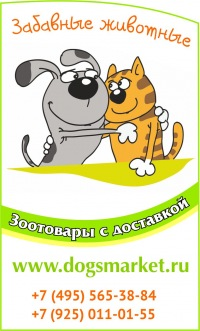 Забавные животные
Зоотовары с доставкой
www.dogsmarket.ru
+7 (495) 565-38-84
+7 (925) 011-01-55